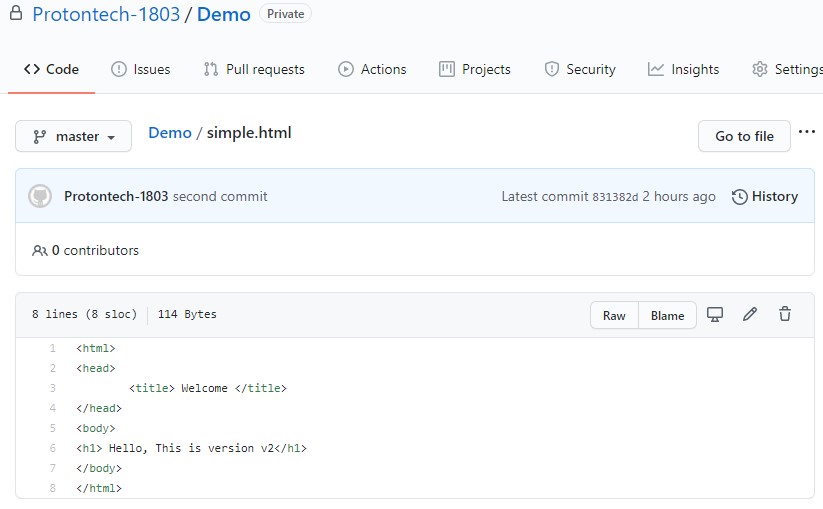 Protontech-1803 / Demo Private
Code Issues Pull requests Actions Projects Security Insights Settings
master Demo / simple.html Go to file ...
Protontech-1803 second commit Latest commit 831382d 2 hours ago History
0 contributors
8 lines (8 sloc) 114 Bytes Raw Blame
1 <html>
2 <head>
3 <title> Welcome </title>
4 </head>
5 <body>
6 <h1> Hello, This is version v2</h1>
7 </body>
8 </html>